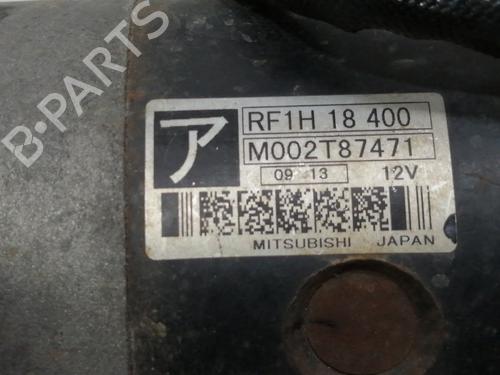 ア
RF1H 18 400
M002T87471
09 13 12V
MITSUBISHI JAPAN
B-PARTS